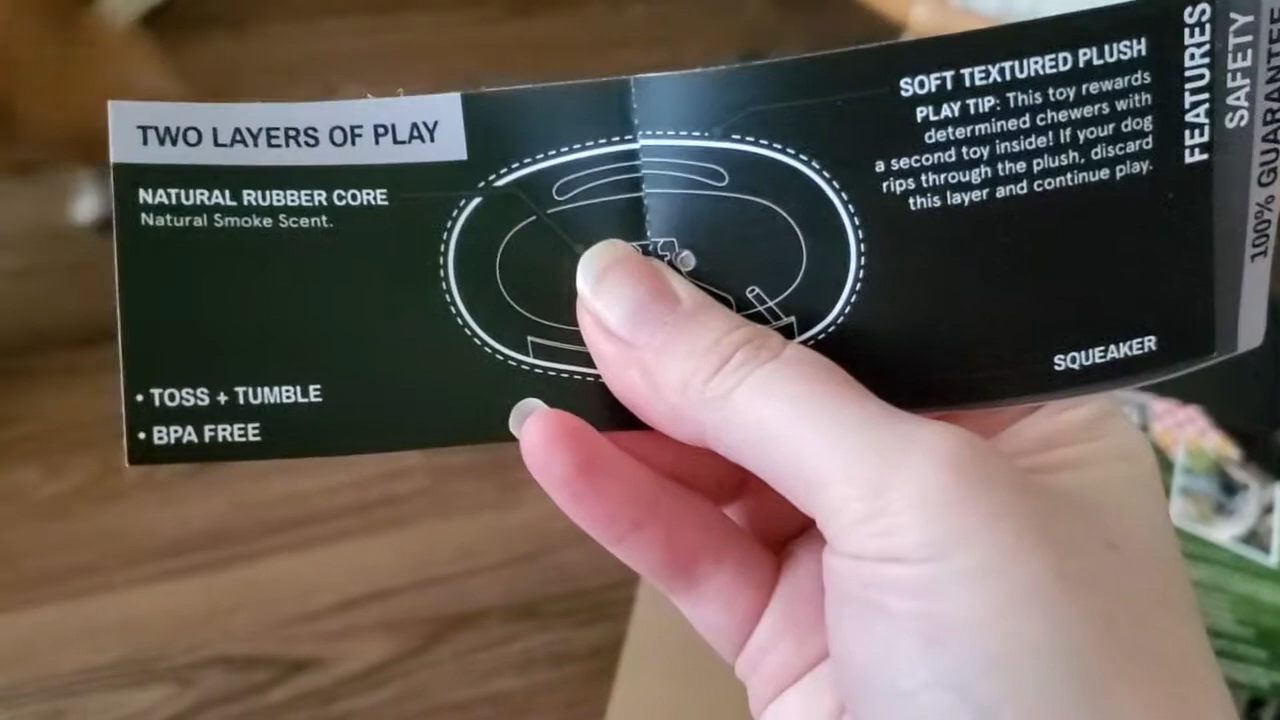 TWO LAYERS OF PLAY
NATURAL RUBBER CORE
Natural Smoke Scent.
• TOSS + TUMBLE
• BPA FREE
SOFT TEXTURED PLUSH
PLAY TIP: This toy rewards
determined chewers with
a second toy inside! If your dog
rips through the plush, discard
this layer and continue play.
SQUEAKER
FEATURES
SAFETY
100% GUARANTEE